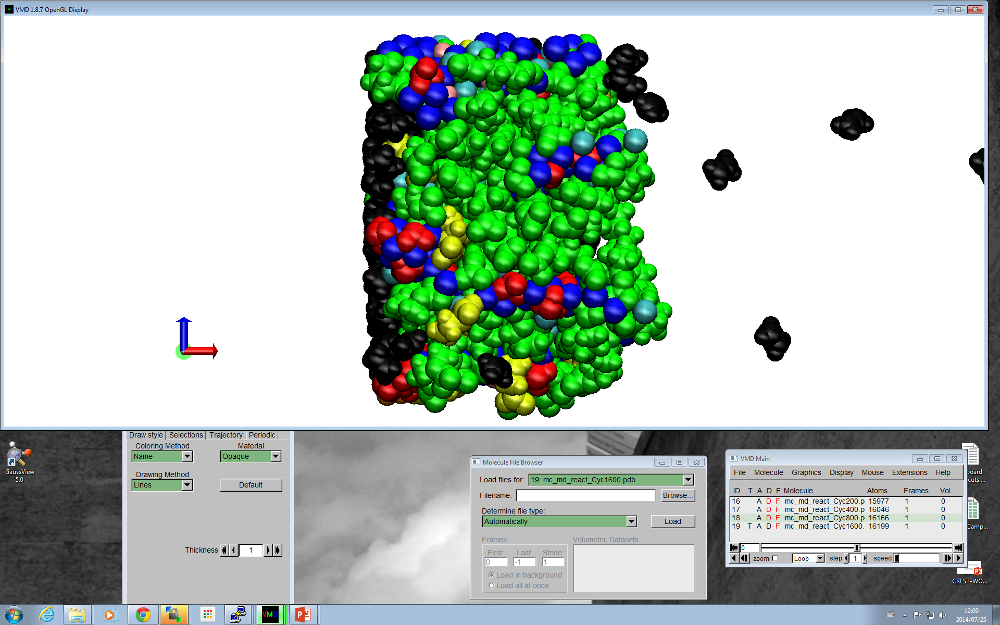 VMD 1.8.7 OpenGL Display
Draw style Selections Trajectory Periodic
Coloring Method Material
Name Opaque
Drawing Method
Lines Default
Thickness 1
GaussView
5.0
Molecule File Browser
Load files for: 19: mc_md_react_Cyc1600.pdb
Filename: Browse...
Determine file type:
Automatically Load
Frames: Volumetric Datasets
First: Last: Stride:
0 -1 1
Load in background
Load all at once
VMD Main
File Molecule Graphics Display Mouse Extensions Help
ID T A D F Molecule Atoms Frames Vol
16 A D F mc_md_react_Cyc200.p 15977 1 0
17 A D F mc_md_react_Cyc400.p 16046 1 0
18 A D F mc_md_react_Cyc800.p 16166 1 0
19 T A D F mc_md_react_Cyc1600. 16199 1 0
0
zoom Loop step 1 speed
board
cuts....
Camp...
CREST-WO...
VMD
12:09
2014/07/25